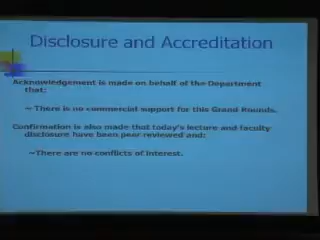 Disclosure and Accreditation
Acknowledgement is made on behalf of the Department
that:
~ There is no commercial support for this Grand Rounds.
Confirmation is also made that today's lecture and faculty
disclosure have been peer reviewed and:
~There are no conflicts of interest.